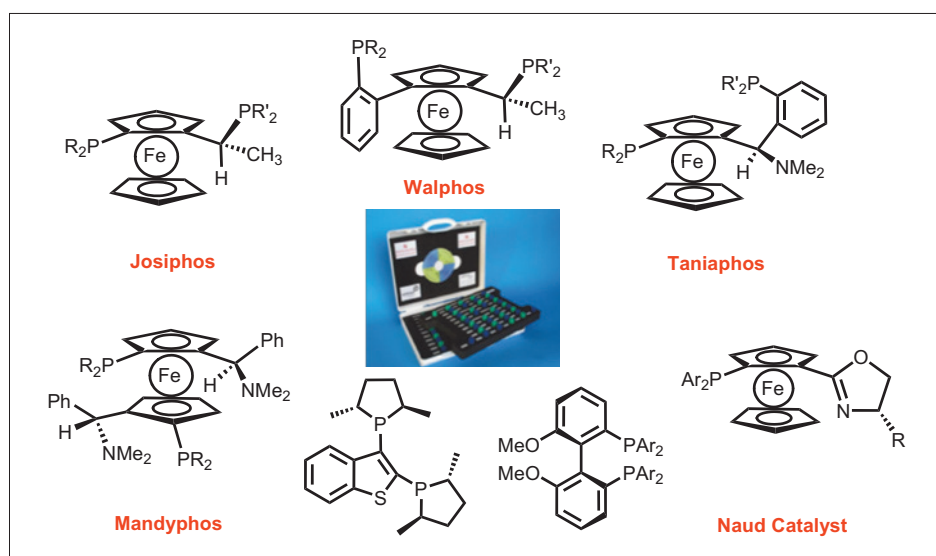 PR2
PR'2
Fe
H
CH3
R2P
Walphos
PR'2
R2P
Fe
H
CH3
Josiphos
R'2P
R2P
Fe
H
NMe2
Taniaphos
Ph
R2P
Fe
H
NMe2
Ph
H
NMe2
PR2
Mandyphos
P
P
S
MeO
PAr2
MeO
PAr2
O
Ar2P
Fe
N
R
Naud Catalyst